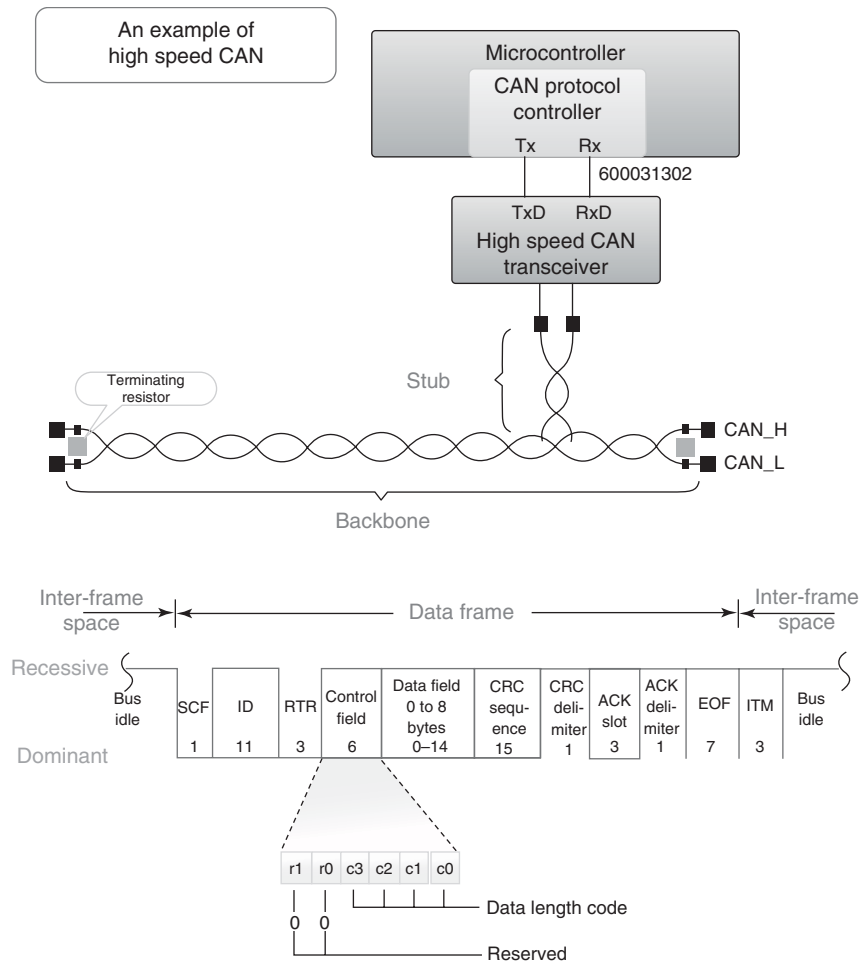 An example of
high speed CAN
Microcontroller
CAN protocol
controller
Tx Rx
600031302
TxD RxD
High speed CAN
transceiver
Stub
Terminating
resistor
CAN_H
CAN_L
Backbone
Inter-frame
space
Data frame
Inter-frame
space
Recessive
Dominant
Bus
idle
SCF
1
ID
11
RTR
3
Control
field
6
Data field
0 to 8
bytes
0–14
CRC
sequ-
ence
15
CRC
deli-
miter
1
ACK
slot
3
ACK
deli-
miter
1
EOF
7
ITM
3
Bus
idle
r1 r0 c3 c2 c1 c0
Data length code
0 0
Reserved